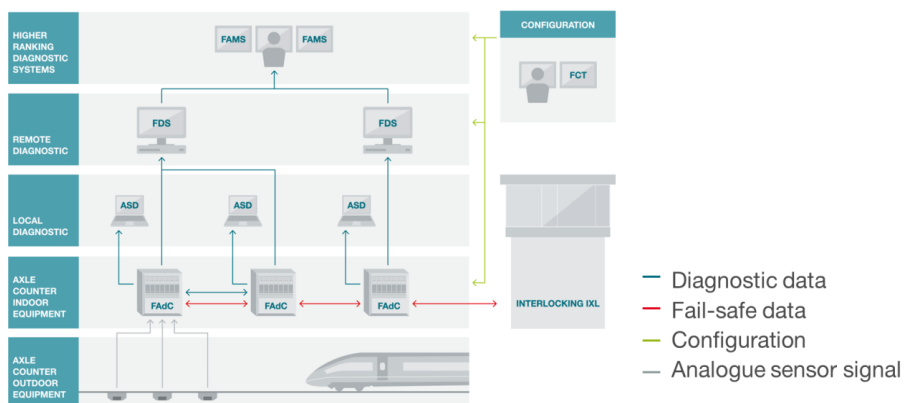 HIGHER
RANKING
DIAGNOSTIC
SYSTEMS
FAMS
FAMS
CONFIGURATION
FCT
REMOTE
DIAGNOSTIC
FDS
FDS
LOCAL
DIAGNOSTIC
ASD
ASD
ASD
AXLE
COUNTER
INDOOR
EQUIPMENT
FAdC
FAdC
FAdC
INTERLOCKING IXL
AXLE
COUNTER
OUTDOOR
EQUIPMENT
Diagnostic data
Fail-safe data
Configuration
Analogue sensor signal